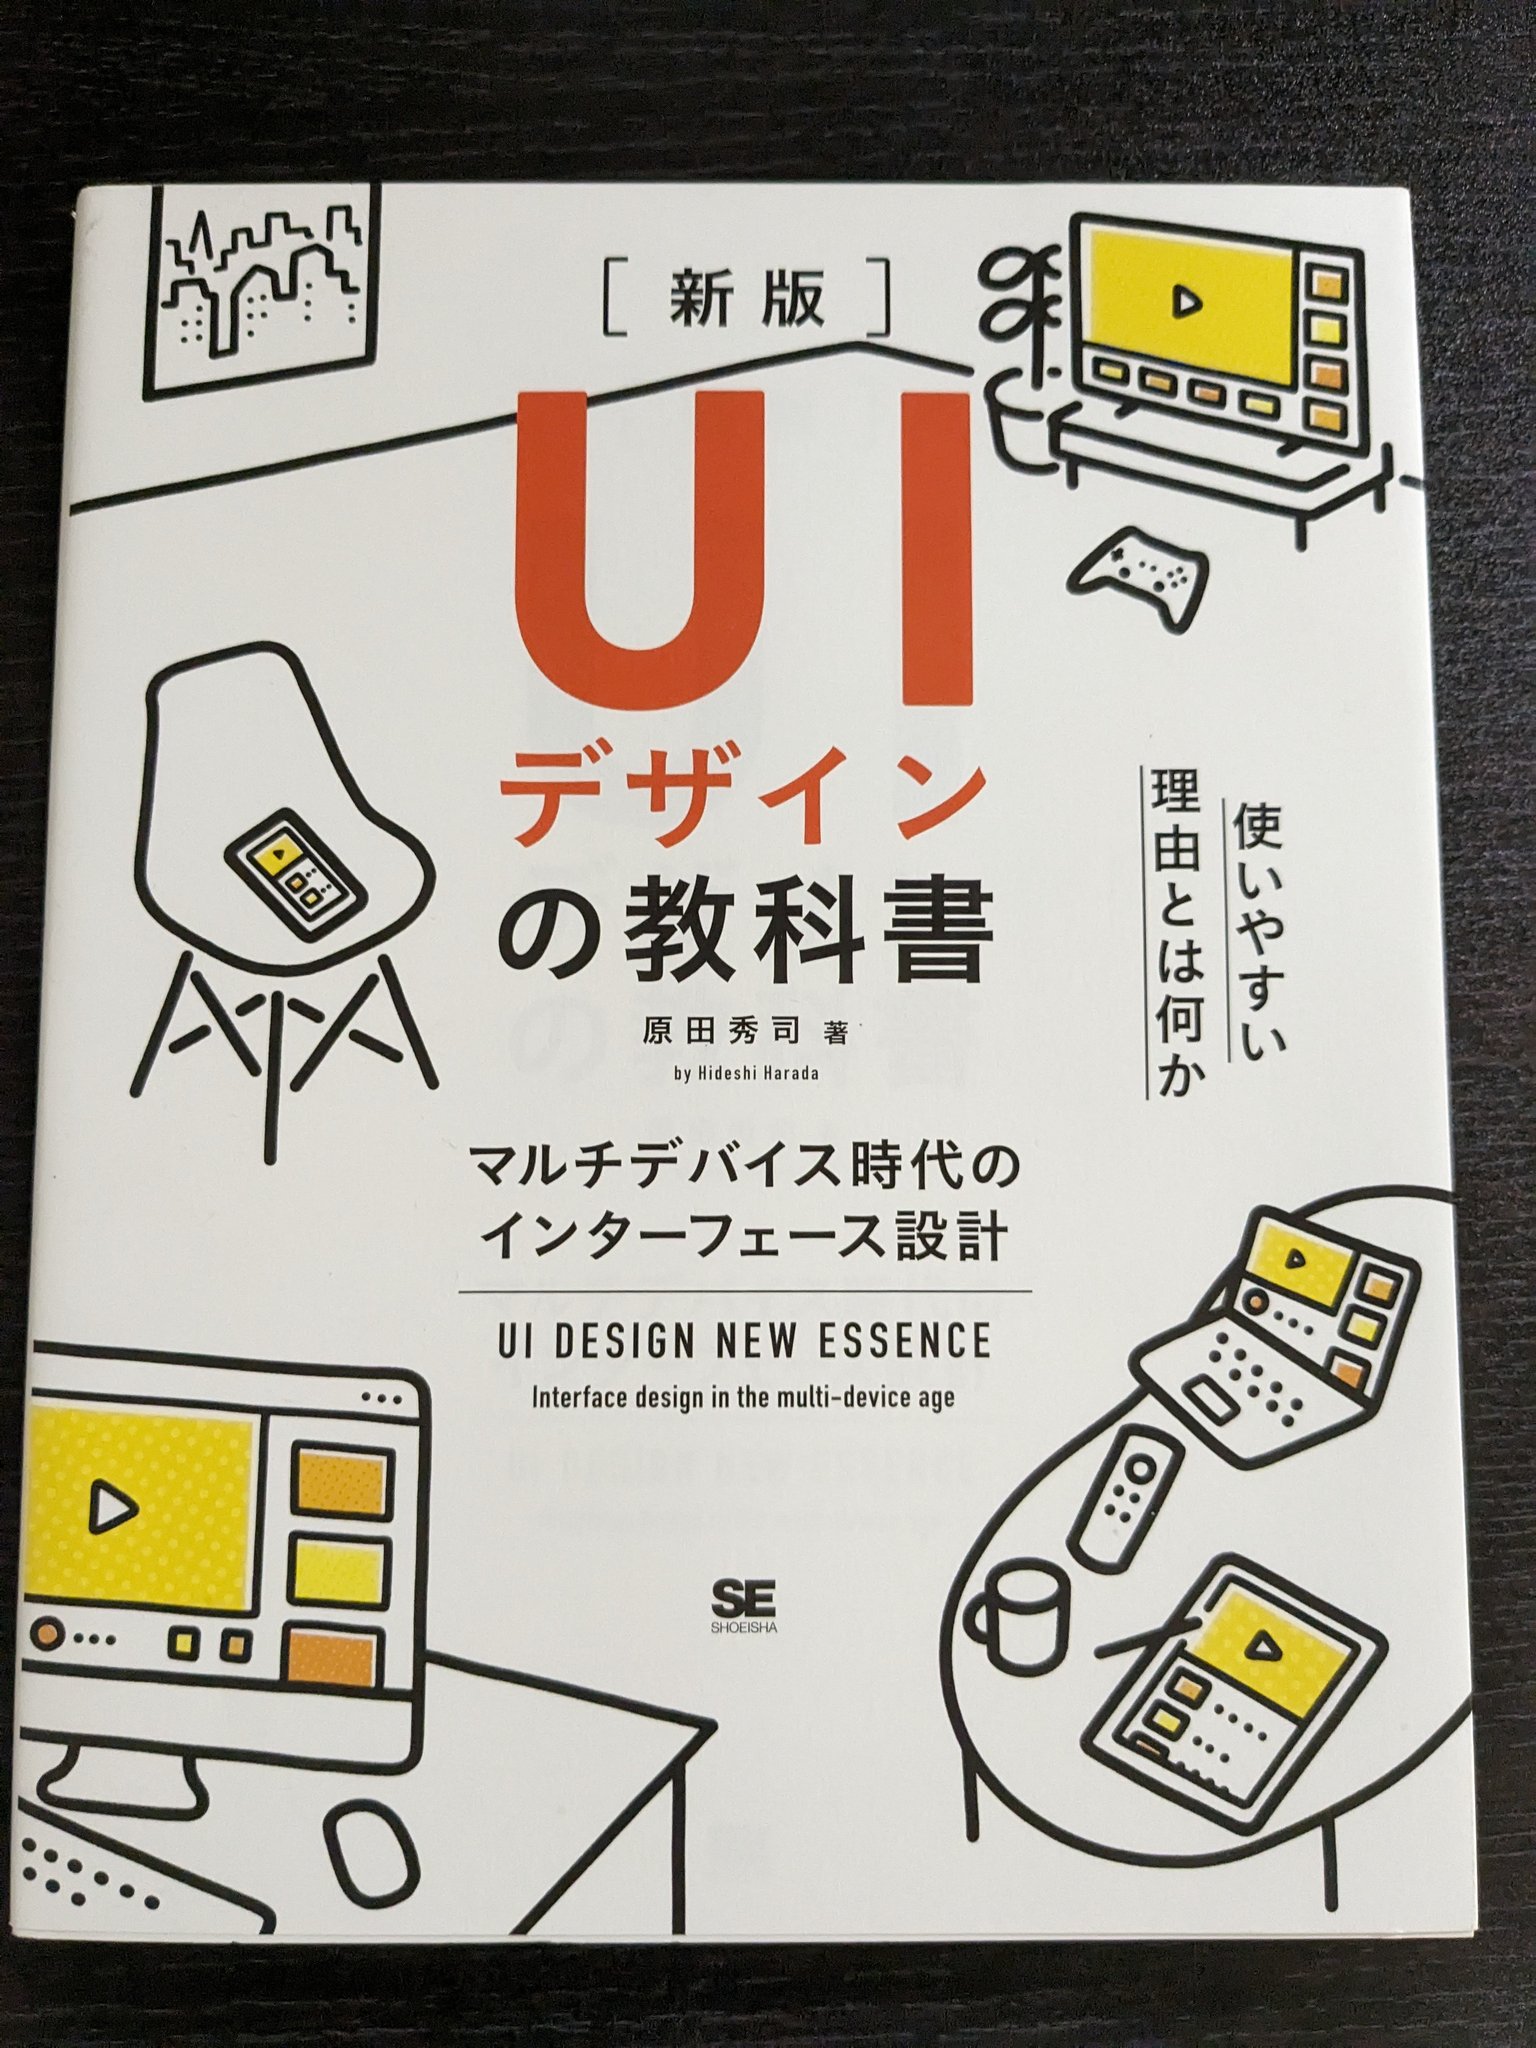 [新版]
UI
デザイン
の教科書
原田秀司 著
by Hideshi Harada
使いやすい
理由とは何か
マルチデバイス時代の
インターフェース設計
UI DESIGN NEW ESSENCE
Interface design in the multi-device age
SE
SHOEISHA